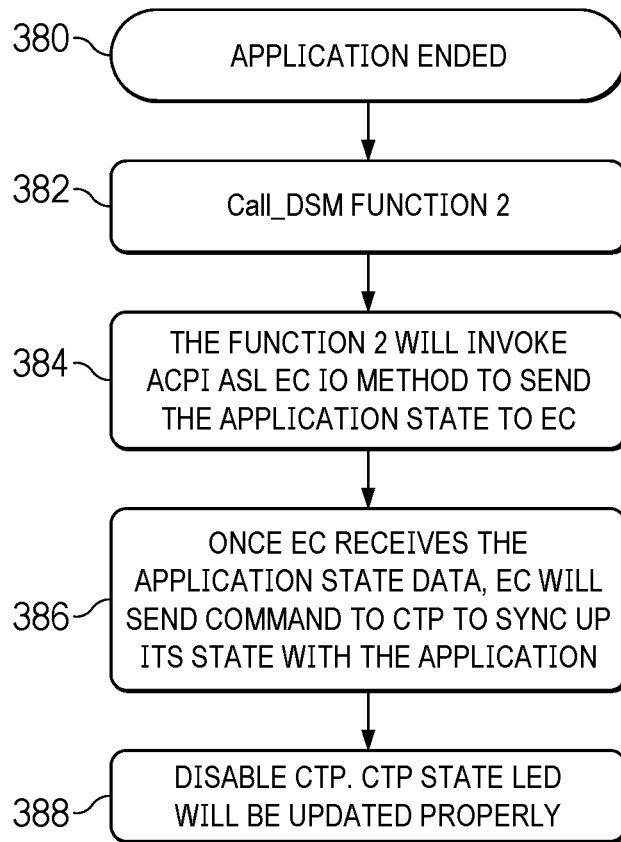 380
APPLICATION ENDED
382
Call_DSM FUNCTION 2
384
THE FUNCTION 2 WILL INVOKE
ACPI ASL EC IO METHOD TO SEND
THE APPLICATION STATE TO EC
386
ONCE EC RECEIVES THE
APPLICATION STATE DATA, EC WILL
SEND COMMAND TO CTP TO SYNC UP
ITS STATE WITH THE APPLICATION
388
DISABLE CTP. CTP STATE LED
WILL BE UPDATED PROPERLY